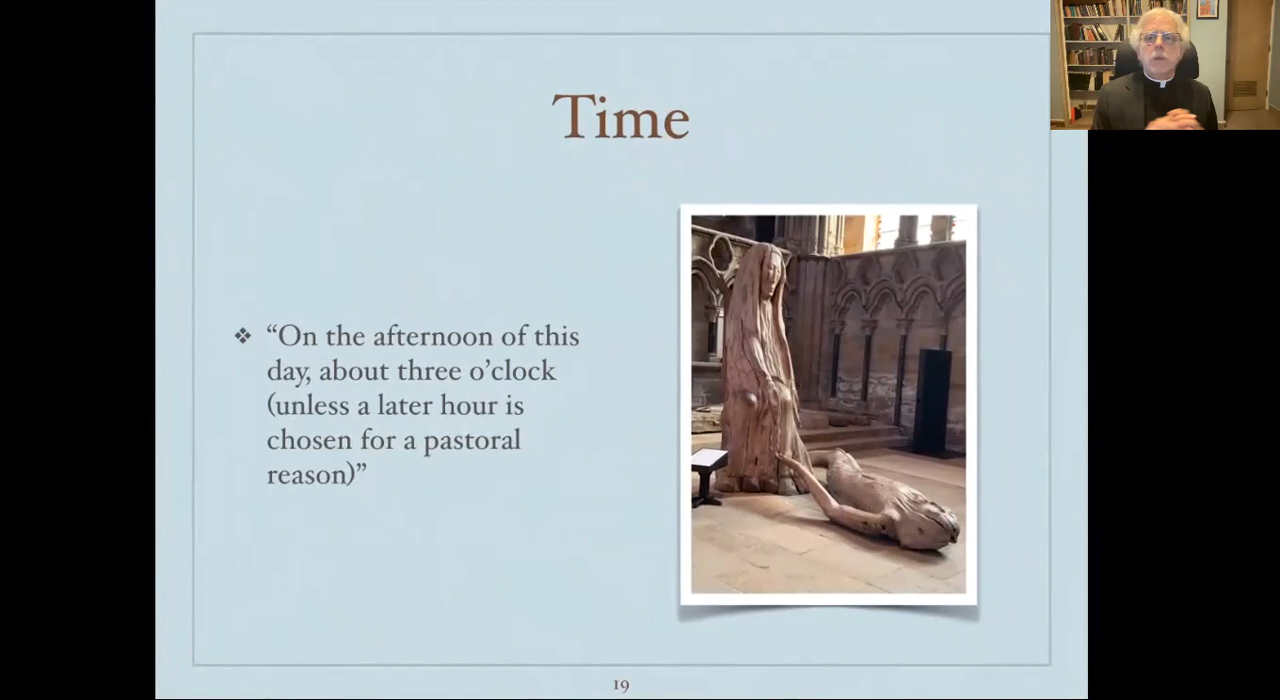 Time
❖ “On the afternoon of this
day, about three o’clock
(unless a later hour is
chosen for a pastoral
reason)”
19